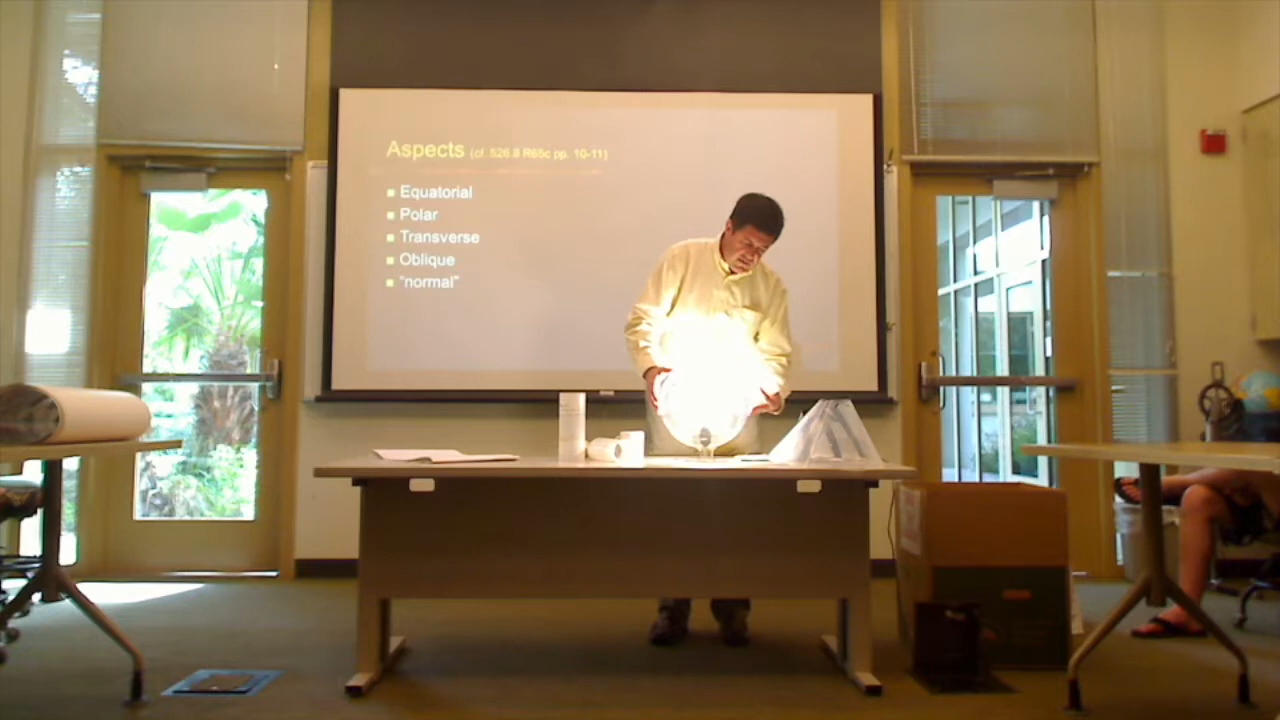 Aspects (cf. 526.8 R65c pp. 10-11)
Equatorial
Polar
Transverse
Oblique
“normal”